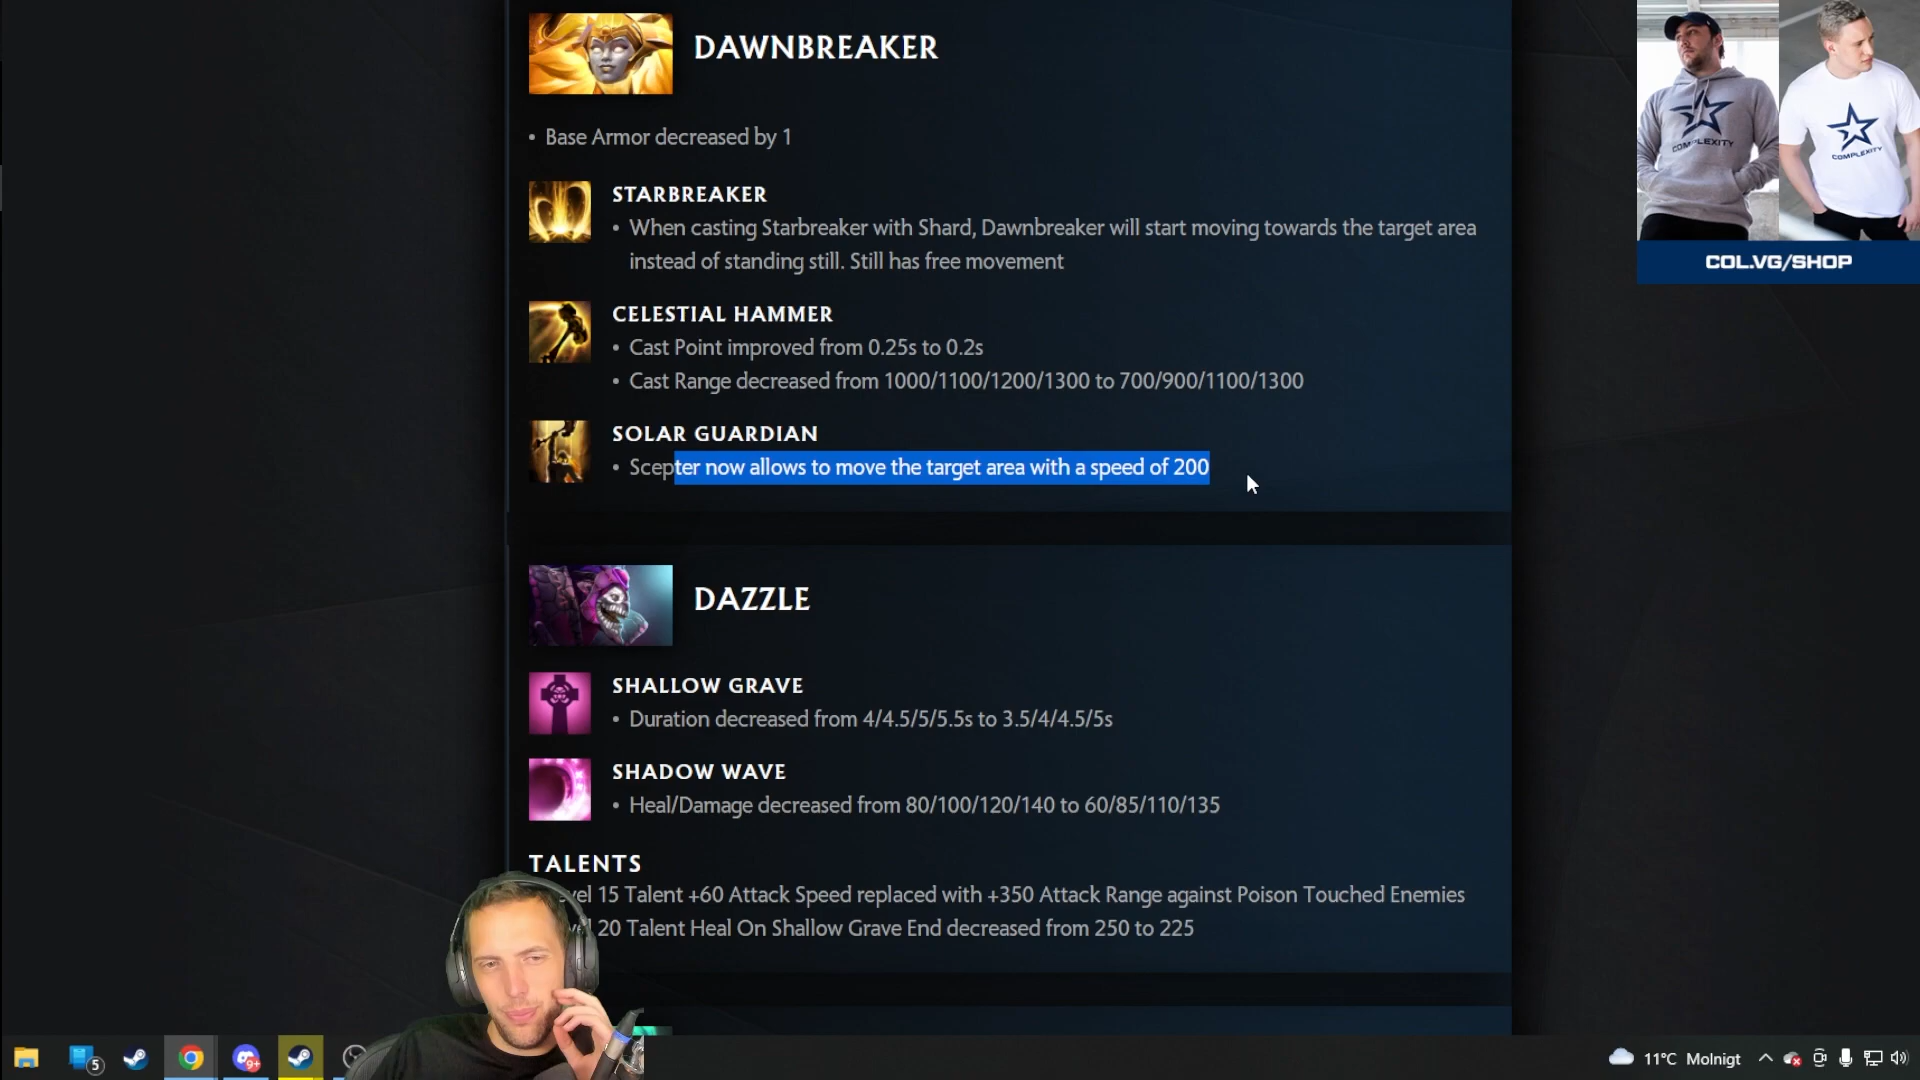 DAWNBREAKER
• Base Armor decreased by 1
STARBREAKER
• When casting Starbreaker with Shard, Dawnbreaker will start moving towards the target area
instead of standing still. Still has free movement
CELESTIAL HAMMER
• Cast Point improved from 0.25s to 0.2s
• Cast Range decreased from 1000/1100/1200/1300 to 700/900/1100/1300
SOLAR GUARDIAN
• Scepter now allows to move the target area with a speed of 200
DAZZLE
SHALLOW GRAVE
• Duration decreased from 4/4.5/5/5.5s to 3.5/4/4.5/5s
SHADOW WAVE
• Heal/Damage decreased from 80/100/120/140 to 60/85/110/135
TALENTS
15 Talent +60 Attack Speed replaced with +350 Attack Range against Poison Touched Enemies
20 Talent Heal On Shallow Grave End decreased from 250 to 225
COMPLEXITY
COMPLEXITY
COL.VG/SHOP
5
9+
11°C Molnigt